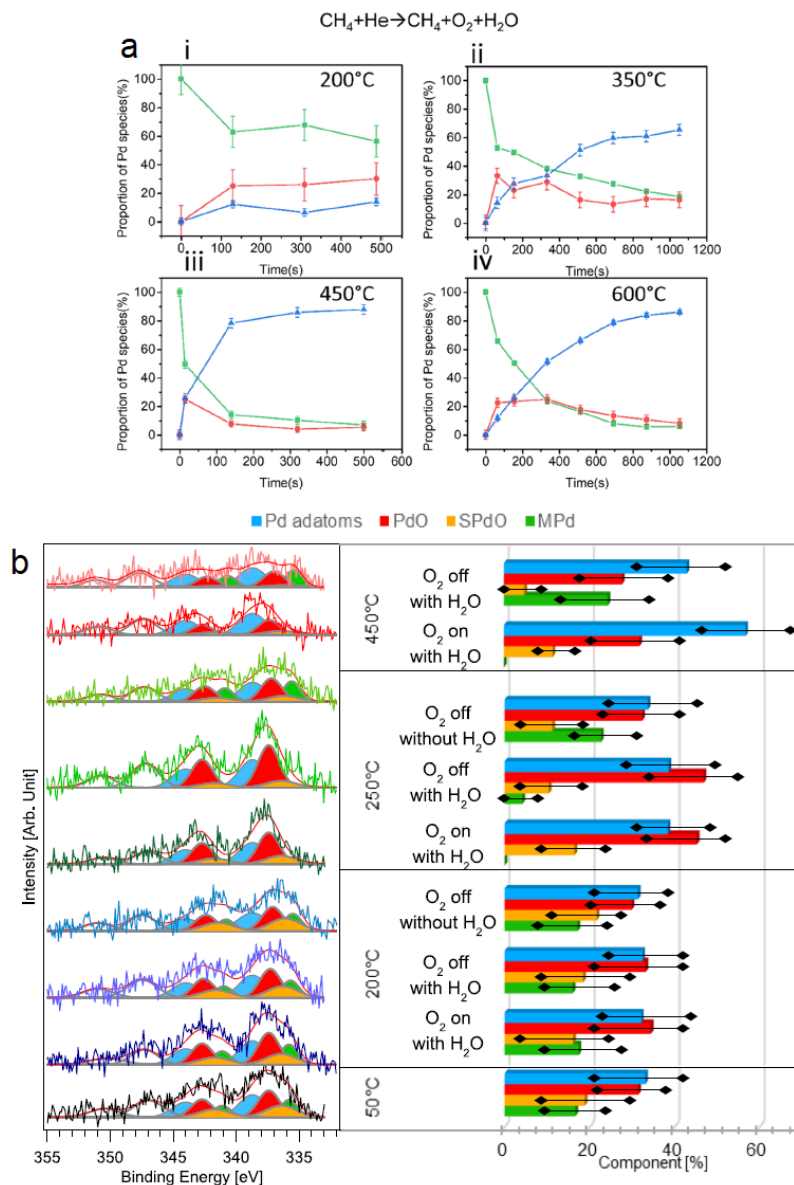 CH₄+He→CH₄+O₂+H₂O
a
i
200°C
Proportion of Pd species(%)
100
80
60
40
20
0
0 100 200 300 400 500
Time(s)
ii
350°C
Proportion of Pd species(%)
100
80
60
40
20
0
0 200 400 600 800 1000 1200
Time(s)
iii
450°C
Proportion of Pd species(%)
100
80
60
40
20
0
0 100 200 300 400 500 600
Time(s)
iv
600°C
Proportion of Pd species(%)
100
80
60
40
20
0
0 200 400 600 800 1000 1200
Time(s)
Pd adatoms PdO SPdO MPd
b
Intensity [Arb. Unit]
355 350 345 340 335
Binding Energy [eV]
450°C
O₂ off
with H₂O
O₂ on
with H₂O
250°C
O₂ off
without H₂O
O₂ off
with H₂O
O₂ on
with H₂O
200°C
O₂ off
without H₂O
O₂ off
with H₂O
O₂ on
with H₂O
50°C
0 20 40 60
Component [%]